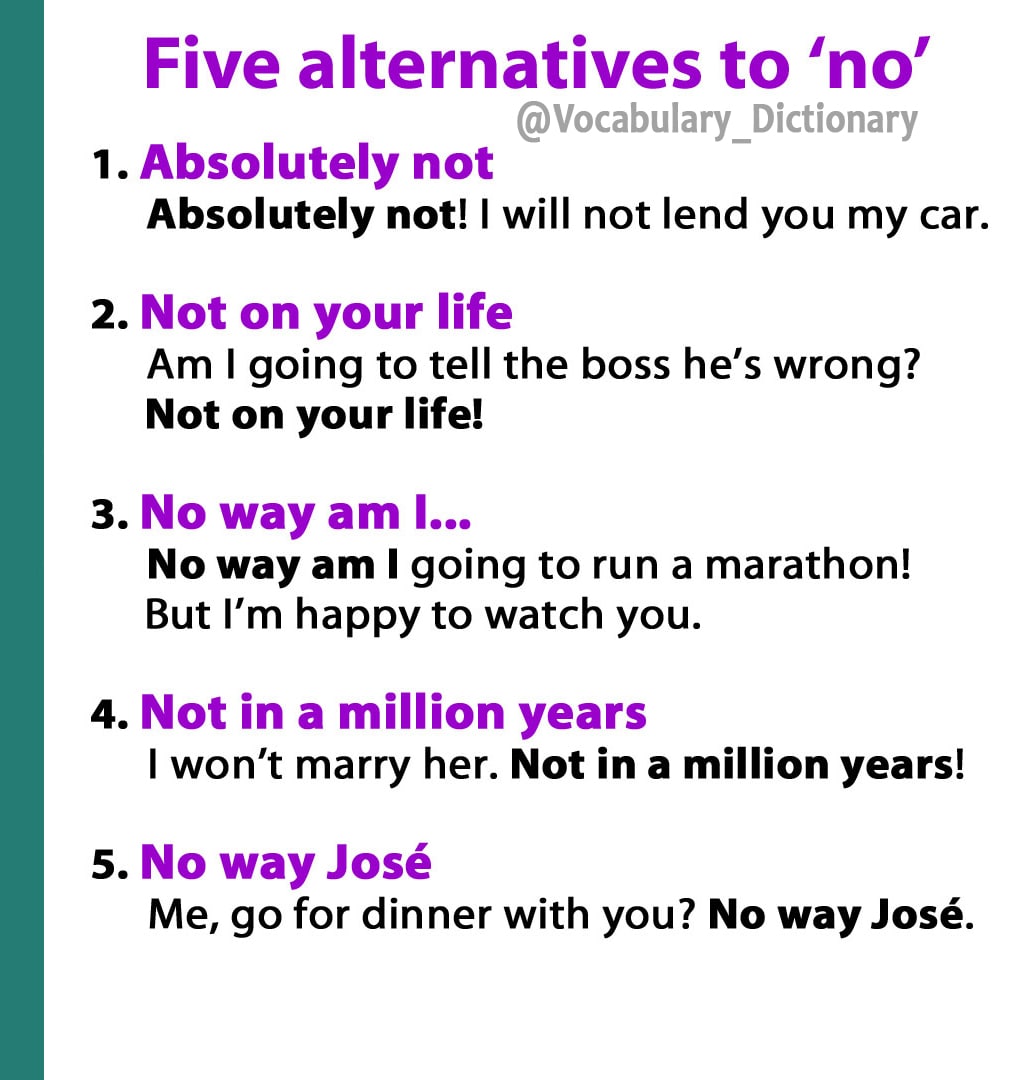 Five alternatives to ‘no’
@Vocabulary_Dictionary
1. Absolutely not
Absolutely not! I will not lend you my car.
2. Not on your life
Am I going to tell the boss he’s wrong?
Not on your life!
3. No way am I...
No way am I going to run a marathon!
But I’m happy to watch you.
4. Not in a million years
I won’t marry her. Not in a million years!
5. No way José
Me, go for dinner with you? No way José.